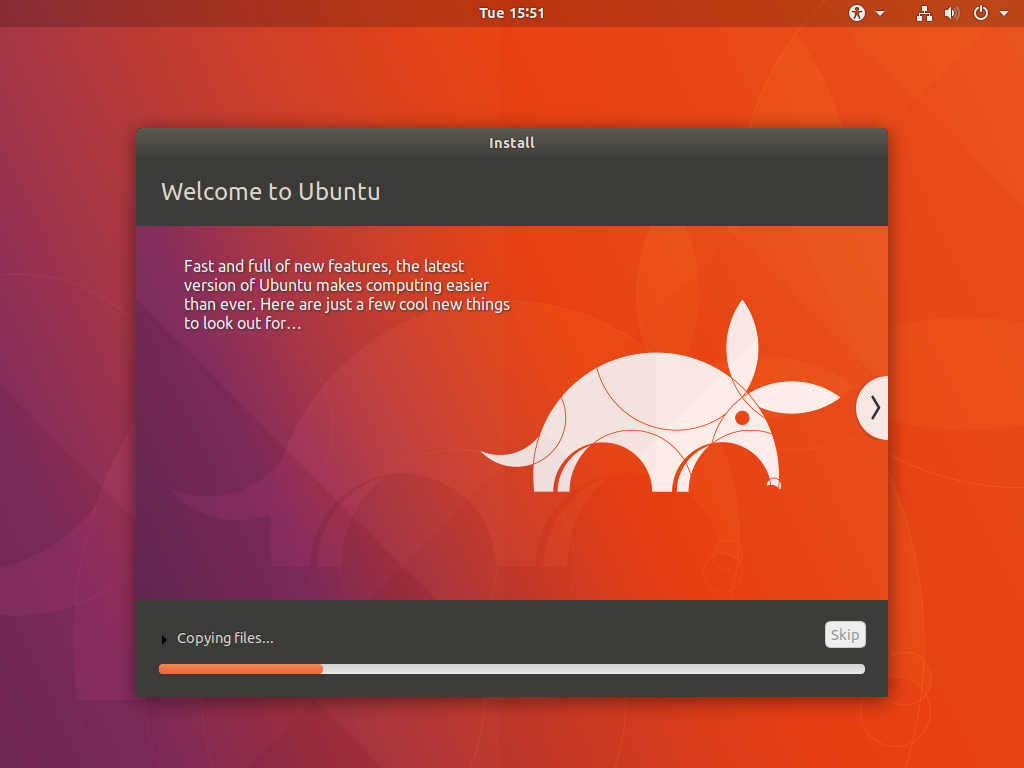 Tue 15:51
Install
Welcome to Ubuntu
Fast and full of new features, the latest
version of Ubuntu makes computing easier
than ever. Here are just a few cool new things
to look out for…
Copying files...
Skip